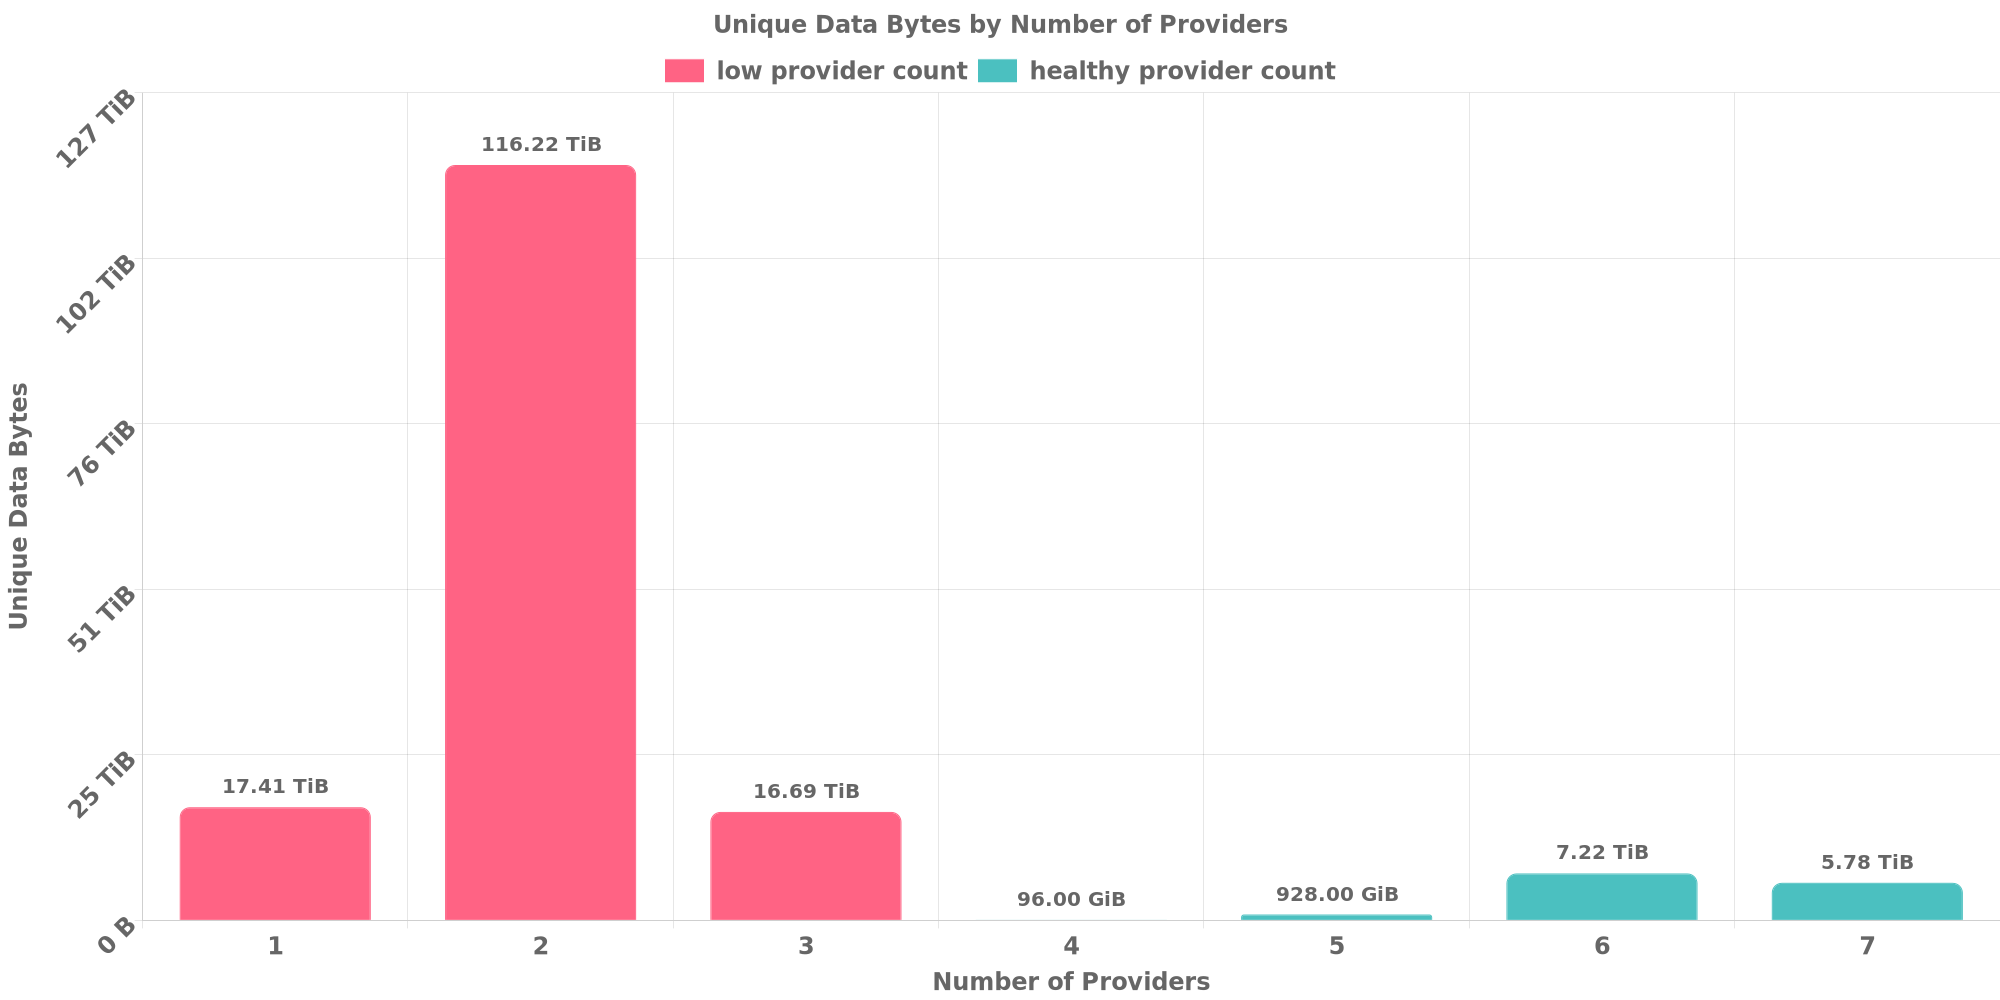 Unique Data Bytes by Number of Providers
low provider count healthy provider count
127 TiB
102 TiB
76 TiB
51 TiB
25 TiB
0 B
Unique Data Bytes
17.41 TiB
116.22 TiB
16.69 TiB
96.00 GiB
928.00 GiB
7.22 TiB
5.78 TiB
1 2 3 4 5 6 7
Number of Providers